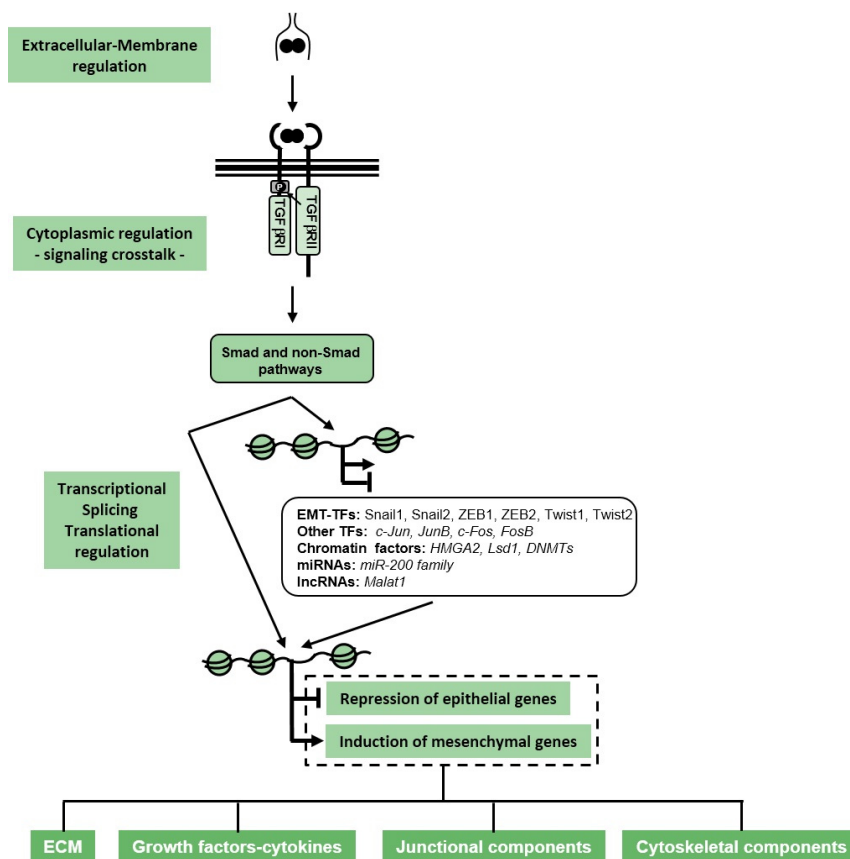 Extracellular-Membrane
regulation
P
TGF βRI
TGF βRII
Cytoplasmic regulation
- signaling crosstalk -
Smad and non-Smad
pathways
Transcriptional
Splicing
Translational
regulation
EMT-TFs: Snail1, Snail2, ZEB1, ZEB2, Twist1, Twist2
Other TFs: c-Jun, JunB, c-Fos, FosB
Chromatin factors: HMGA2, Lsd1, DNMTs
miRNAs: miR-200 family
lncRNAs: Malat1
Repression of epithelial genes
Induction of mesenchymal genes
ECM
Growth factors-cytokines
Junctional components
Cytoskeletal components